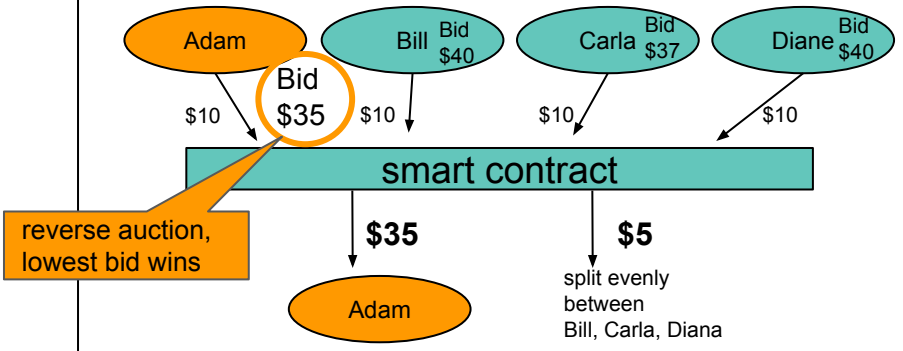 Adam
Bid
$35
Bill
Bid
$40
Carla
Bid
$37
Diane
Bid
$40
$10
$10
$10
$10
smart contract
reverse auction,
lowest bid wins
$35
$5
Adam
split evenly
between
Bill, Carla, Diana